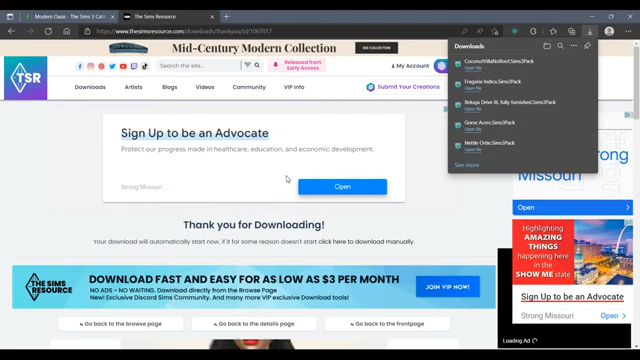 Modern Oasis - The Sims 3 Cat
The Sims Resource
https://www.thesimsresource.com/downloads/thankyou/id/1067017
Mid-Century Modern Collection
SEE COLLECTION
TSR
Search the site...
Released from
Early Access
My Account
Downloads
Artists
Blogs
Videos
Community
VIP Info
Submit Your Creations
Downloads
CoconutVillaNoRoof.Sims3Pack
Open file
Fragaria Indica.Sims3Pack
Open file
Beluga Drive III, fully furnished.Sims3Pack
Open file
Gorse Acres.Sims3Pack
Open file
Nettle Ortie.Sims3Pack
Open file
See more
Sign Up to be an Advocate
Protect our progress made in healthcare, education, and economic development.
Strong Missouri
Open
Strong
Missouri
Open
Thank you for Downloading!
Your download will automatically start now, if it for some reason doesn't start click here to download manually.
THE SIMS
RESOURCE
DOWNLOAD FAST AND EASY FOR AS LOW AS $3 PER MONTH
NO ADS - NO WAITING. Download directly from the Browse Page
New! Exclusive Discord Sims Community. And many more VIP exclusive Download tools!
JOIN VIP NOW!
Go back to the browse page
Go back to the details page
Go back to the frontpage
Highlighting
AMAZING
THINGS
happening here
in the
SHOW ME state
Sign Up to be an Advocate
Strong Missouri
Open
Loading Ad